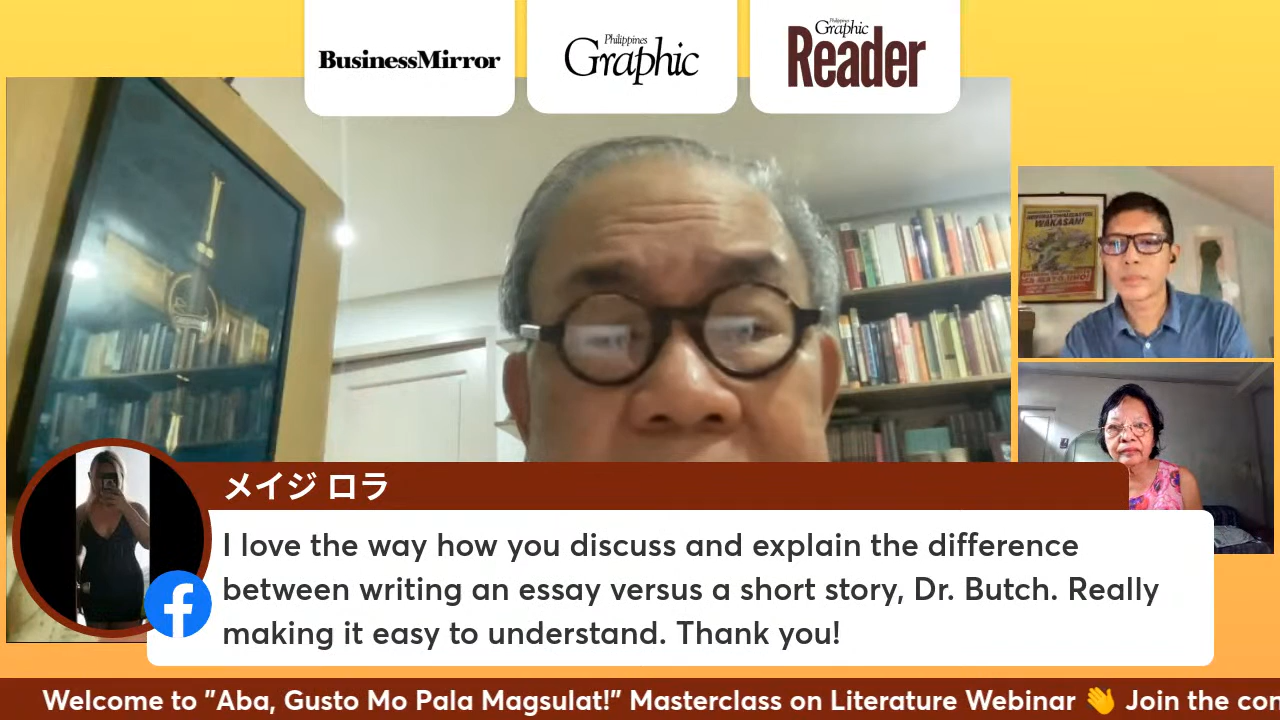 BusinessMirror
Philippines
Graphic
Philippines
Graphic
Reader
WAKASAN!
メイジ ロラ
I love the way how you discuss and explain the difference
between writing an essay versus a short story, Dr. Butch. Really
making it easy to understand. Thank you!
Welcome to "Aba, Gusto Mo Pala Magsulat!" Masterclass on Literature Webinar 👋 Join the con